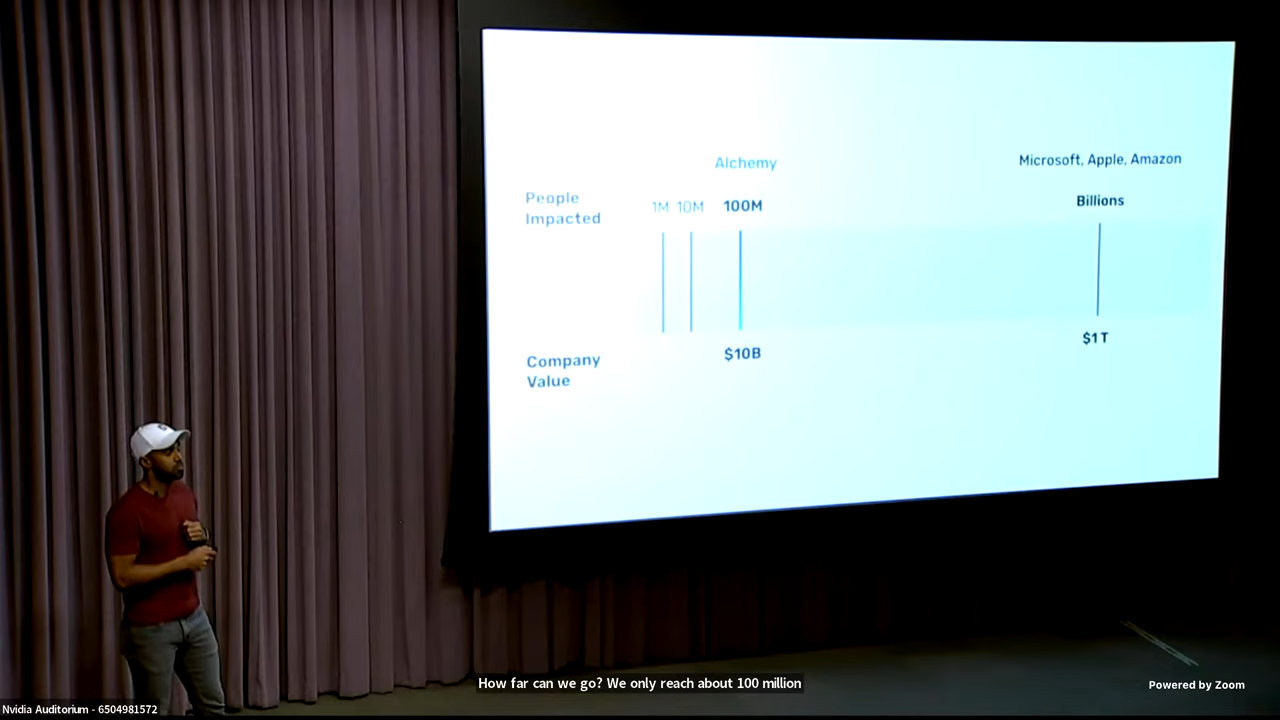 Alchemy
Microsoft, Apple, Amazon
People
Impacted
1M 10M 100M
Billions
Company
Value
$10B
$1T
How far can we go? We only reach about 100 million
Powered by Zoom
Nvidia Auditorium - 6504981572